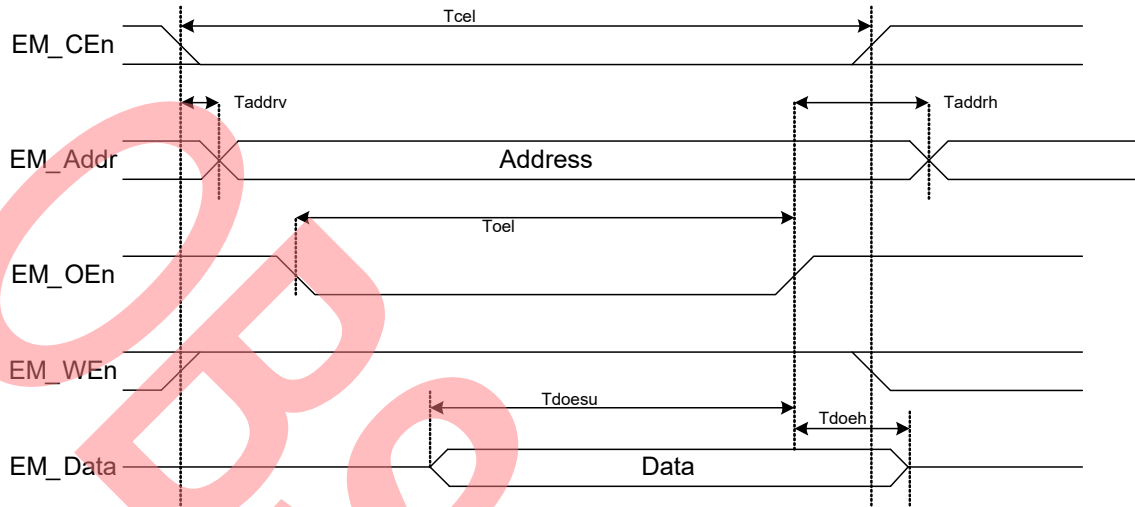 Tcel
EM_CEn
Taddrv
Taddrh
EM_Addr
Address
Toel
EM_OEn
EM_WEn
Tdoesu
Tdoeh
EM_Data
Data